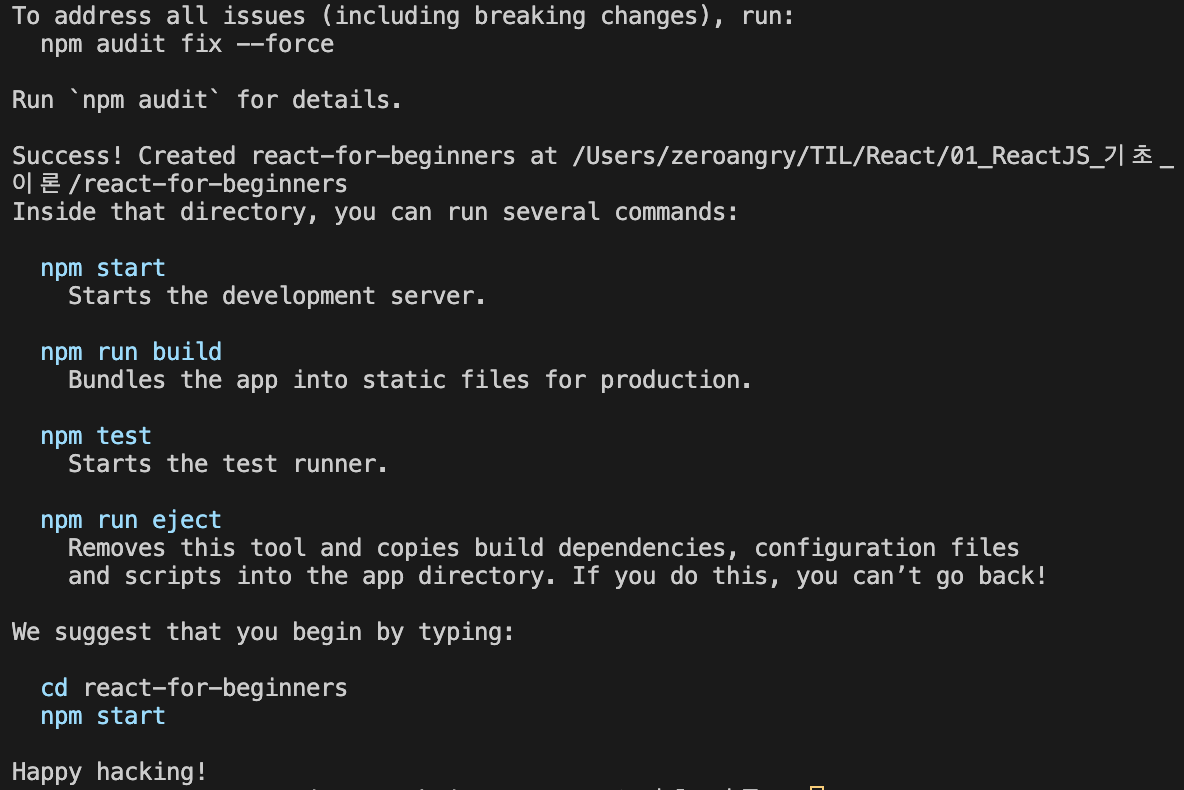 To address all issues (including breaking changes), run:
  npm audit fix --force
Run `npm audit` for details.
Success! Created react-for-beginners at /Users/zeroangry/TIL/React/01_ReactJS_기초_
이론/react-for-beginners
Inside that directory, you can run several commands:
  npm start
    Starts the development server.
  npm run build
    Bundles the app into static files for production.
  npm test
    Starts the test runner.
  npm run eject
    Removes this tool and copies build dependencies, configuration files
    and scripts into the app directory. If you do this, you can’t go back!
We suggest that you begin by typing:
  cd react-for-beginners
  npm start
Happy hacking!